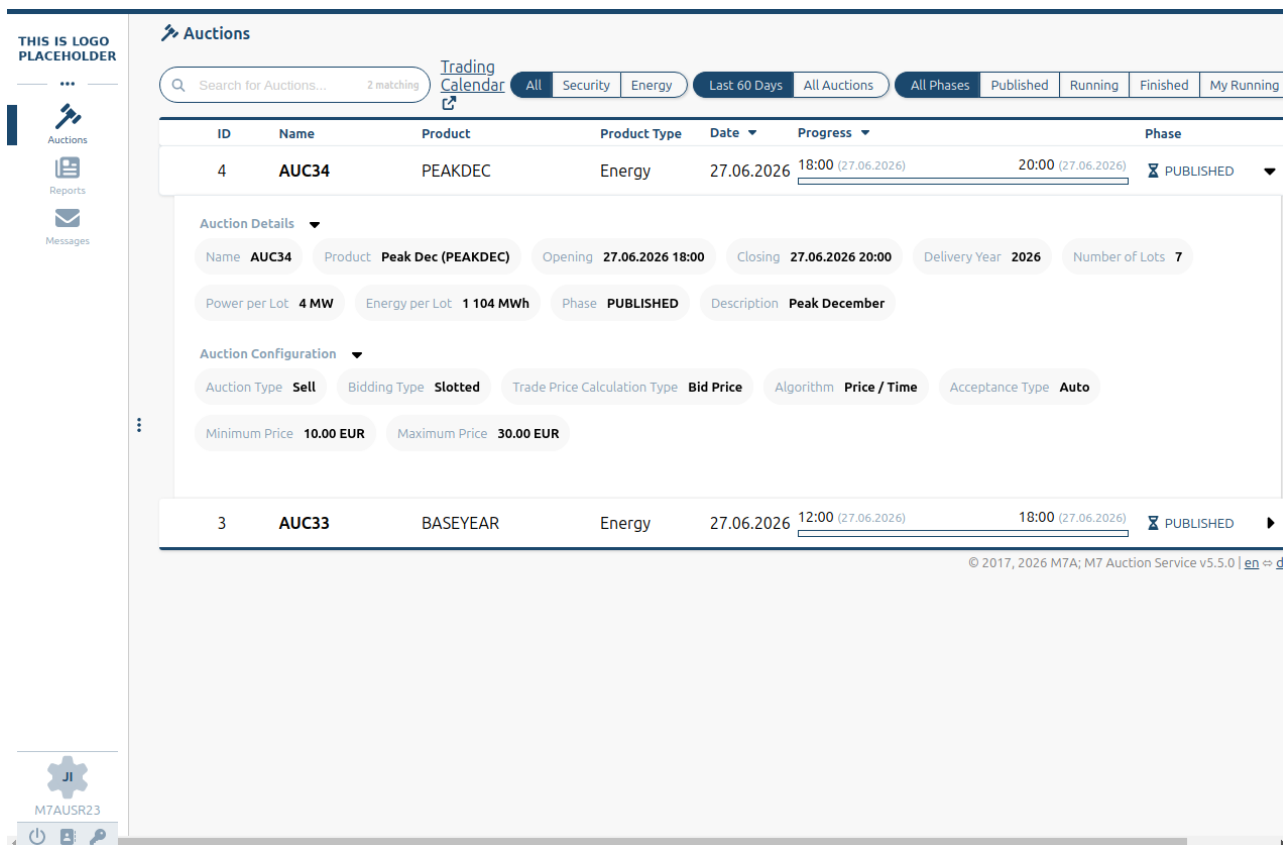 THIS IS LOGO
PLACEHOLDER
Auctions
Reports
Messages
JI
M7AUSR23
Auctions
Search for Auctions... 2 matching
Trading
Calendar
All Security Energy
Last 60 Days All Auctions
All Phases Published Running Finished My Running
ID Name Product Product Type Date Progress Phase
4 AUC34 PEAKDEC Energy 27.06.2026 18:00 (27.06.2026) 20:00 (27.06.2026) PUBLISHED
Auction Details
Name AUC34 Product Peak Dec (PEAKDEC) Opening 27.06.2026 18:00 Closing 27.06.2026 20:00 Delivery Year 2026 Number of Lots 7
Power per Lot 4 MW Energy per Lot 1 104 MWh Phase PUBLISHED Description Peak December
Auction Configuration
Auction Type Sell Bidding Type Slotted Trade Price Calculation Type Bid Price Algorithm Price / Time Acceptance Type Auto
Minimum Price 10.00 EUR Maximum Price 30.00 EUR
3 AUC33 BASEYEAR Energy 27.06.2026 12:00 (27.06.2026) 18:00 (27.06.2026) PUBLISHED
© 2017, 2026 M7A; M7 Auction Service v5.5.0 | en ⇔